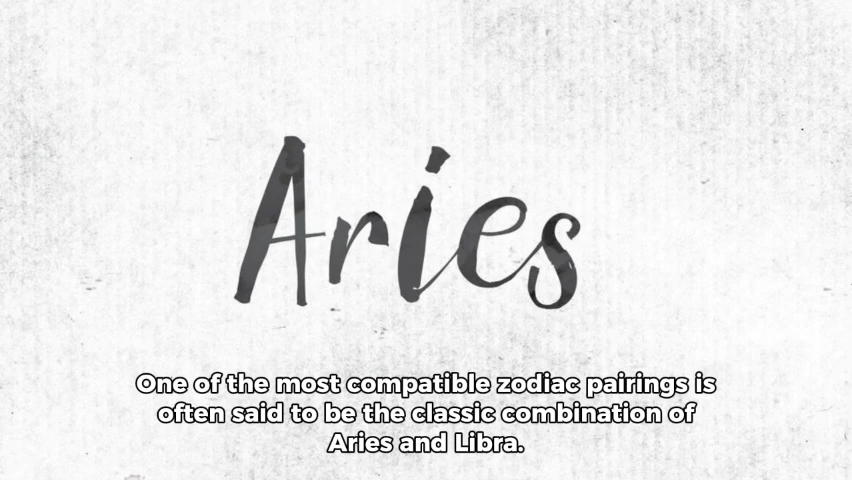 Aries
One of the most compatible zodiac pairings is
often said to be the classic combination of
Aries and Libra.